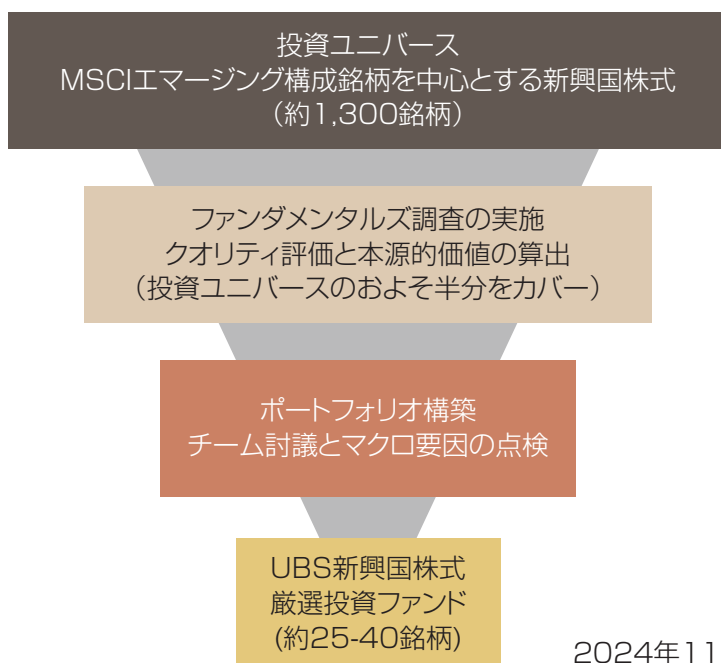 投資ユニバース
MSCIエマージング構成銘柄を中心とする新興国株式
（約1,300銘柄）
ファンダメンタルズ調査の実施
クオリティ評価と本源的価値の算出
（投資ユニバースのおよそ半分をカバー）
ポートフォリオ構築
チーム討議とマクロ要因の点検
UBS新興国株式
厳選投資ファンド
(約25-40銘柄)
2024年11